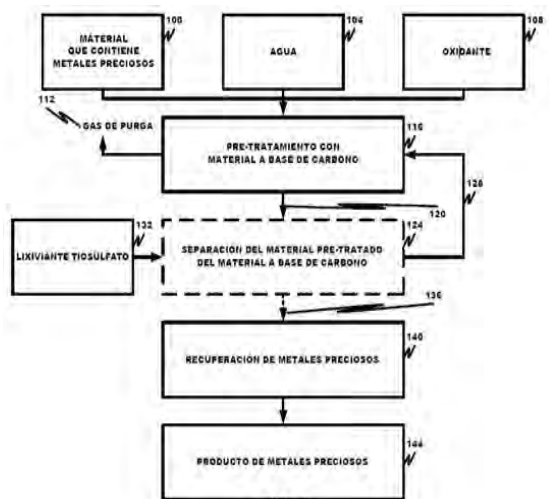 100
104
108
MATERIAL
QUE CONTIENE
METALES PRECIOSOS
AGUA
OXIDANTE
112
GAS DE PURGA
116
PRE-TRATAMIENTO CON
MATERIAL A BASE DE CARBONO
128
120
132
124
LIXIVIANTE TIOSULFATO
SEPARACIÓN DEL MATERIAL PRE-TRATADO
DEL MATERIAL A BASE DE CARBONO
136
140
RECUPERACIÓN DE METALES PRECIOSOS
144
PRODUCTO DE METALES PRECIOSOS